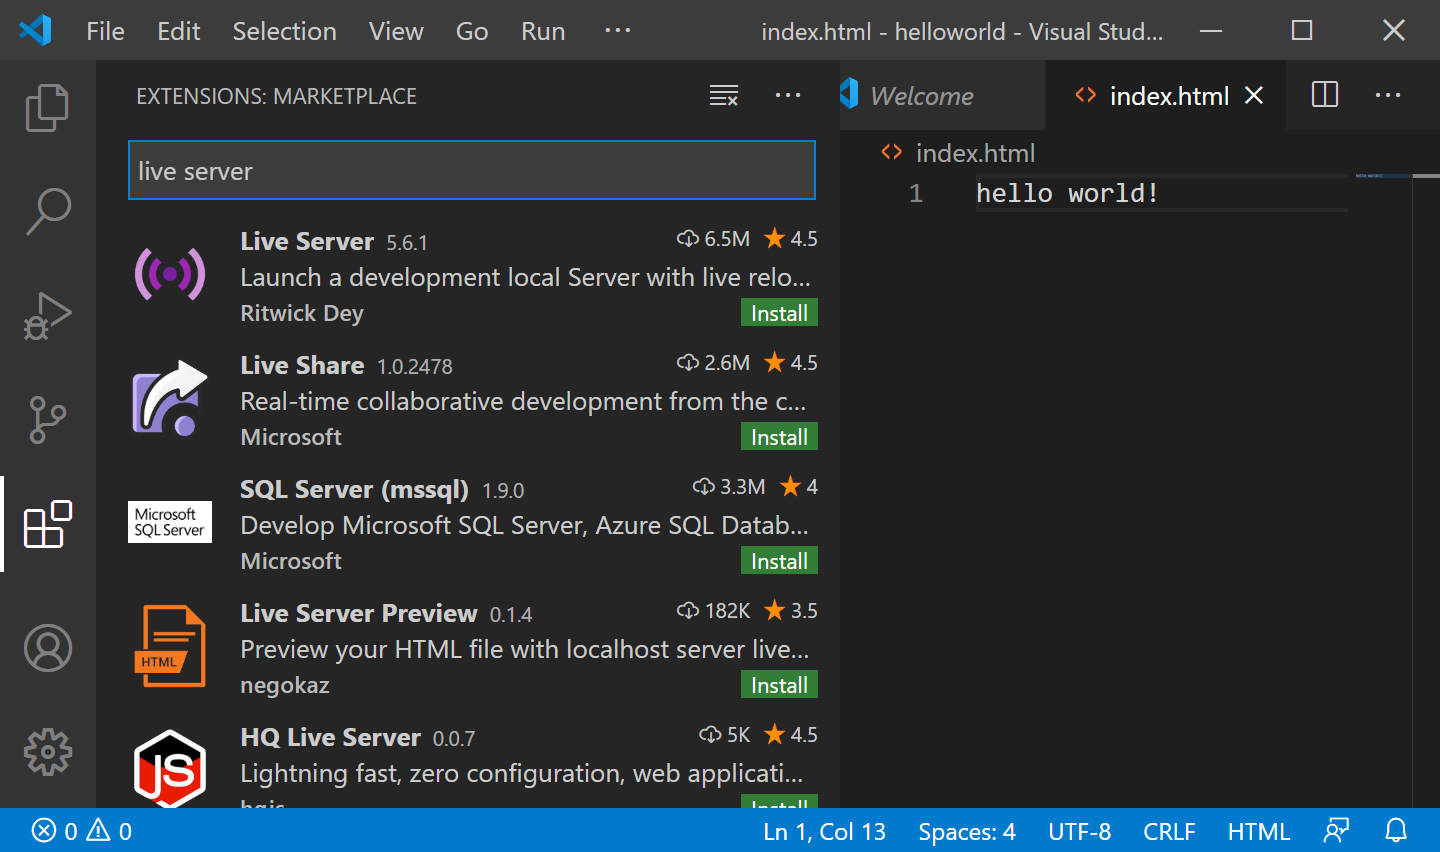 File Edit Selection View Go Run ··· index.html - helloworld - Visual Stud...
EXTENSIONS: MARKETPLACE
live server
Live Server 5.6.1 6.5M 4.5
Launch a development local Server with live relo...
Ritwick Dey Install
Live Share 1.0.2478 2.6M 4.5
Real-time collaborative development from the c...
Microsoft Install
Microsoft
SQL Server
SQL Server (mssql) 1.9.0 3.3M 4
Develop Microsoft SQL Server, Azure SQL Datab...
Microsoft Install
HTML
Live Server Preview 0.1.4 182K 3.5
Preview your HTML file with localhost server live...
negokaz Install
JS
HQ Live Server 0.0.7 5K 4.5
Lightning fast, zero configuration, web applicati...
hqjs Install
Welcome index.html
index.html
1 hello world!
0 0 Ln 1, Col 13 Spaces: 4 UTF-8 CRLF HTML